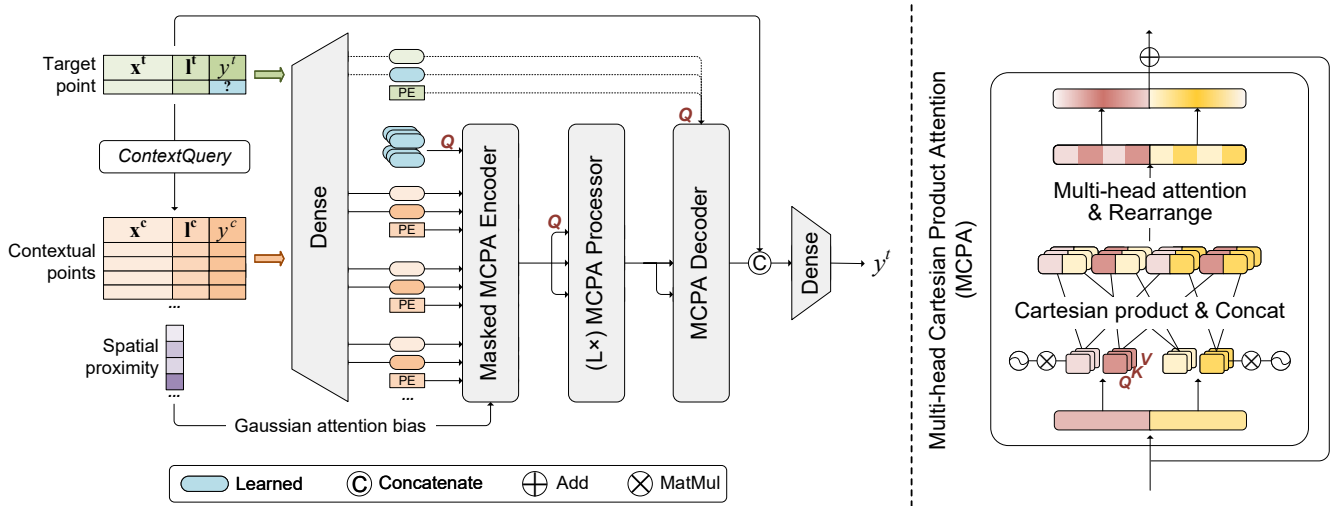 Target
point
x^t l^t y^t
?
ContextQuery
Contextual
points
x^c l^c y^c
...
Spatial
proximity
...
Gaussian attention bias
Dense
PE
Q
PE
PE
PE
...
Masked MCPA Encoder
Q
(L×) MCPA Processor
Q
MCPA Decoder
C
Dense
y^t
Learned
C Concatenate
Add
MatMul
Multi-head Cartesian Product Attention
(MCPA)
Multi-head attention
& Rearrange
Cartesian product & Concat
Q K V